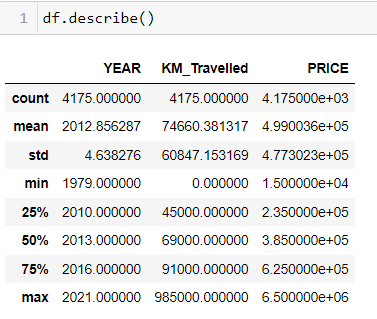 1 df.describe()
YEAR KM_Travelled PRICE
count 4175.000000 4175.000000 4.175000e+03
mean 2012.856287 74660.381317 4.990036e+05
std 4.638276 60847.153169 4.773023e+05
min 1979.000000 0.000000 1.500000e+04
25% 2010.000000 45000.000000 2.350000e+05
50% 2013.000000 69000.000000 3.850000e+05
75% 2016.000000 91000.000000 6.250000e+05
max 2021.000000 985000.000000 6.500000e+06